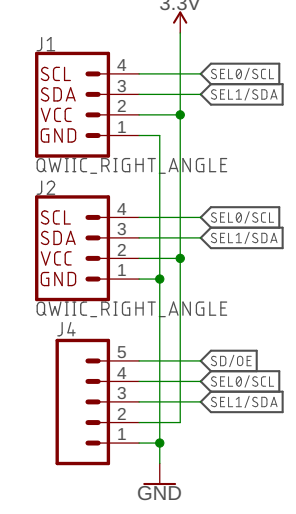 3.3V
J1
SCL 4 SEL0/SCL
SDA 3 SEL1/SDA
VCC 2
GND 1
QWIIC_RIGHT_ANGLE
J2
SCL 4 SEL0/SCL
SDA 3 SEL1/SDA
VCC 2
GND 1
QWIIC_RIGHT_ANGLE
J4
5 SD/OE
4 SEL0/SCL
3 SEL1/SDA
2
1
GND